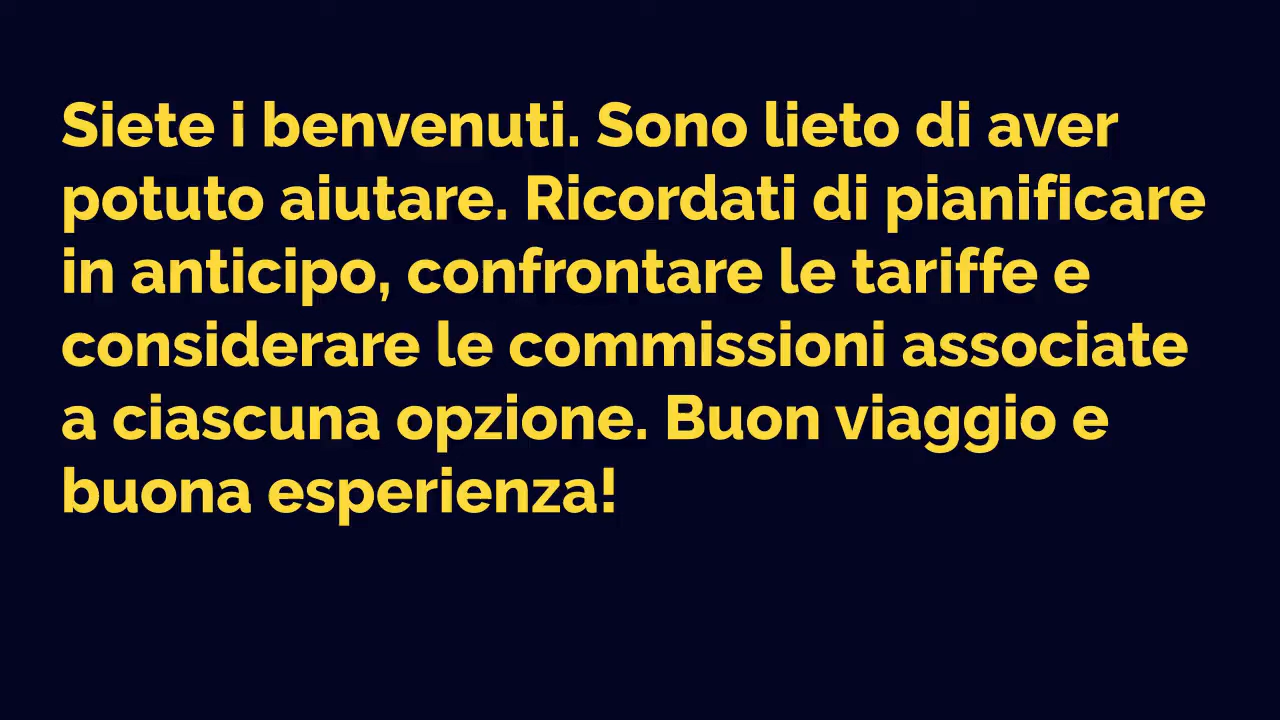 Siete i benvenuti. Sono lieto di aver
potuto aiutare. Ricordati di pianificare
in anticipo, confrontare le tariffe e
considerare le commissioni associate
a ciascuna opzione. Buon viaggio e
buona esperienza!